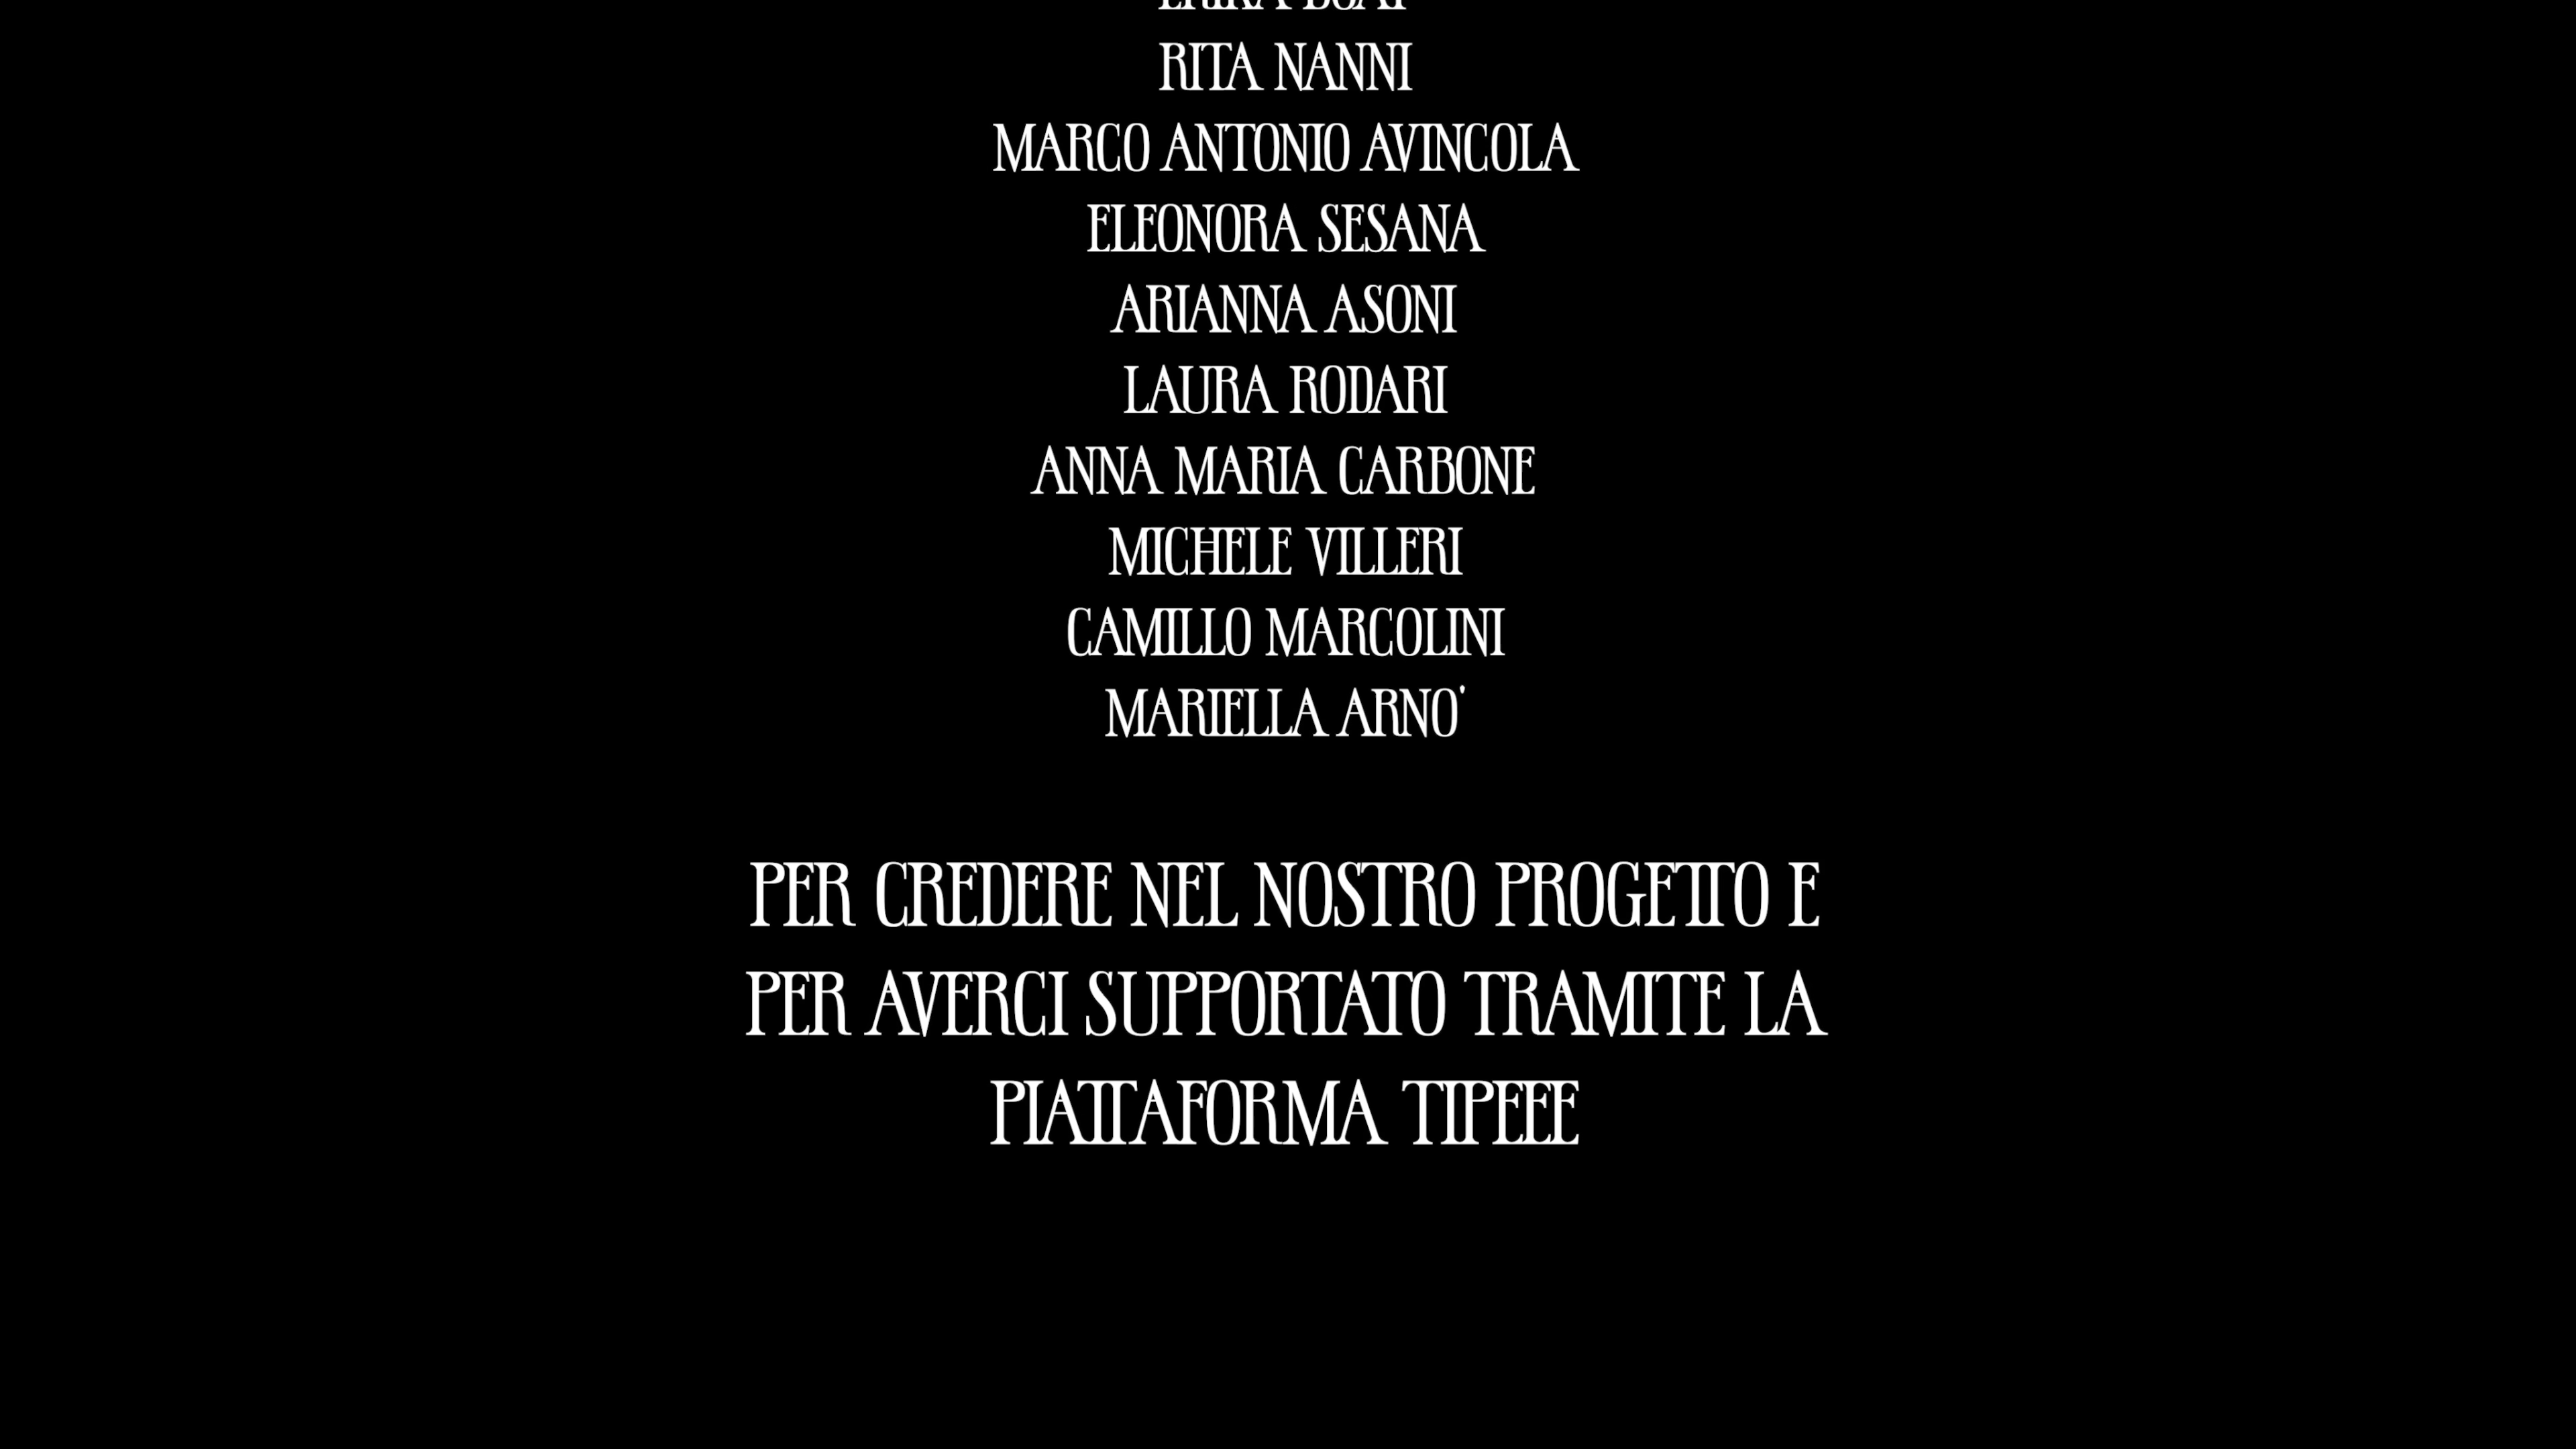 RITA NANNI
MARCO ANTONIO AVINCOLA
ELEONORA SESANA
ARIANNA ASONI
LAURA RODARI
ANNA MARIA CARBONE
MICHELE VILLERI
CAMILLO MARCOLINI
MARIELLA ARNO'
PER CREDERE NEL NOSTRO PROGETTO E
PER AVERCI SUPPORTATO TRAMITE LA
PIATTAFORMA TIPEEE